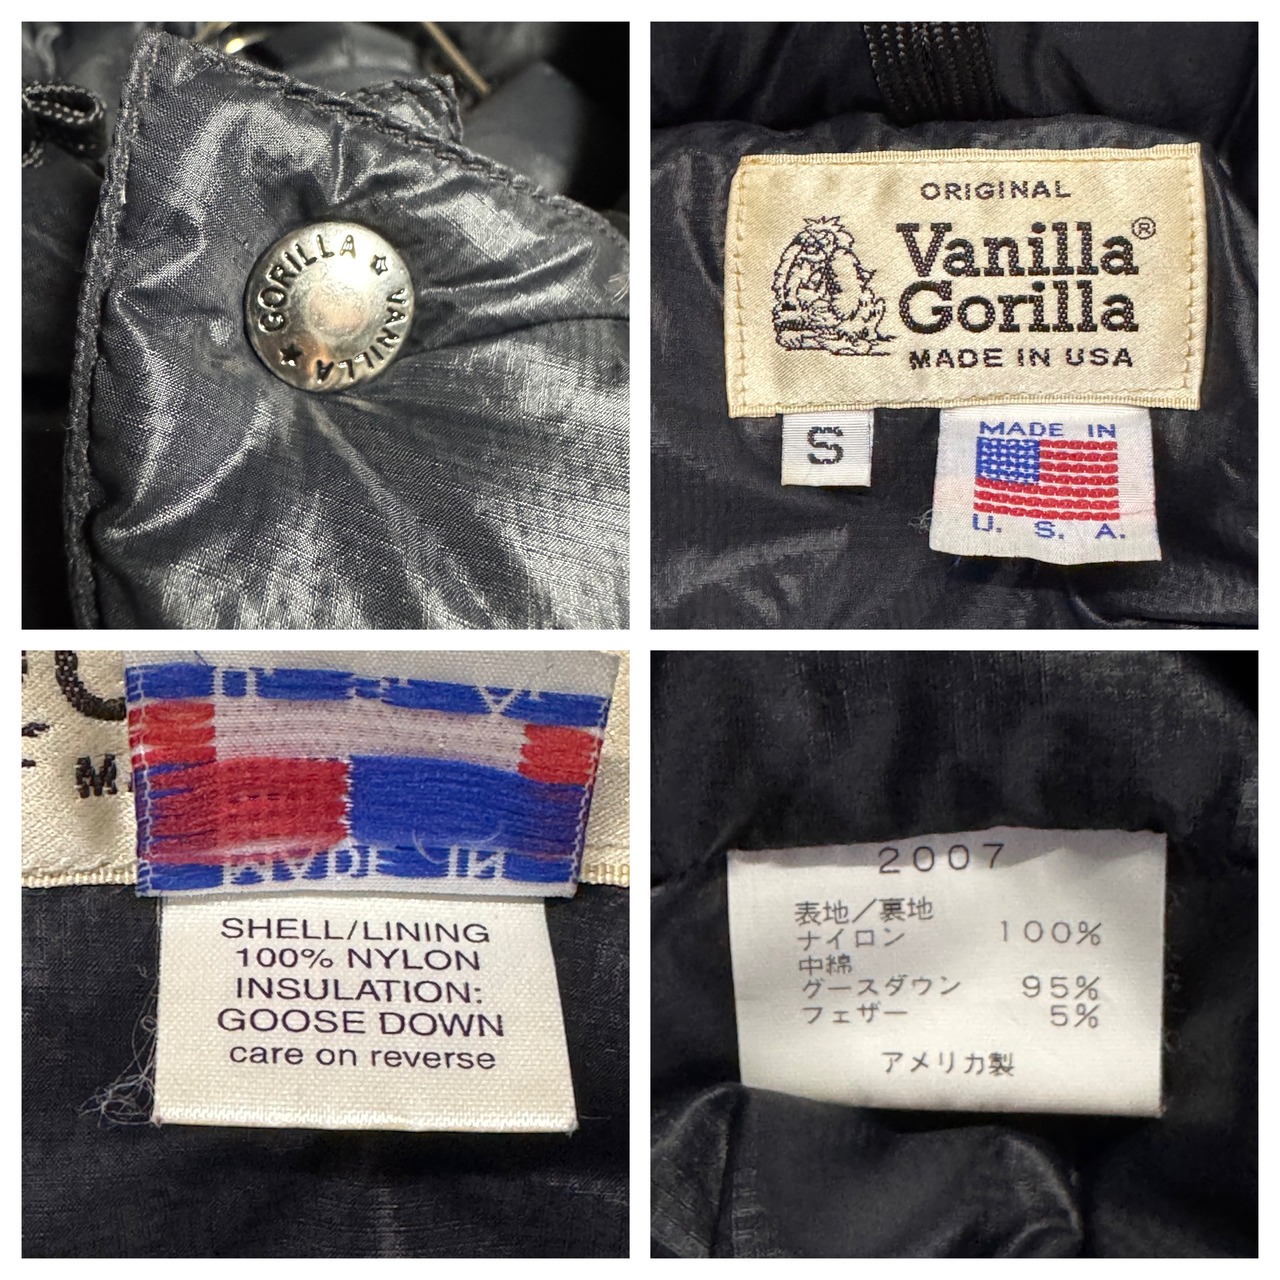 GORILLA ☆ VANILLA ★
ORIGINAL
Vanilla®
Gorilla
MADE IN USA
S
MADE IN
U. S. A.
U. S. A.
M
MADE IN
SHELL/LINING
100% NYLON
INSULATION:
GOOSE DOWN
care on reverse
2007
表地／裏地
ナイロン 100%
中綿
グースダウン 95%
フェザー 5%
アメリカ製